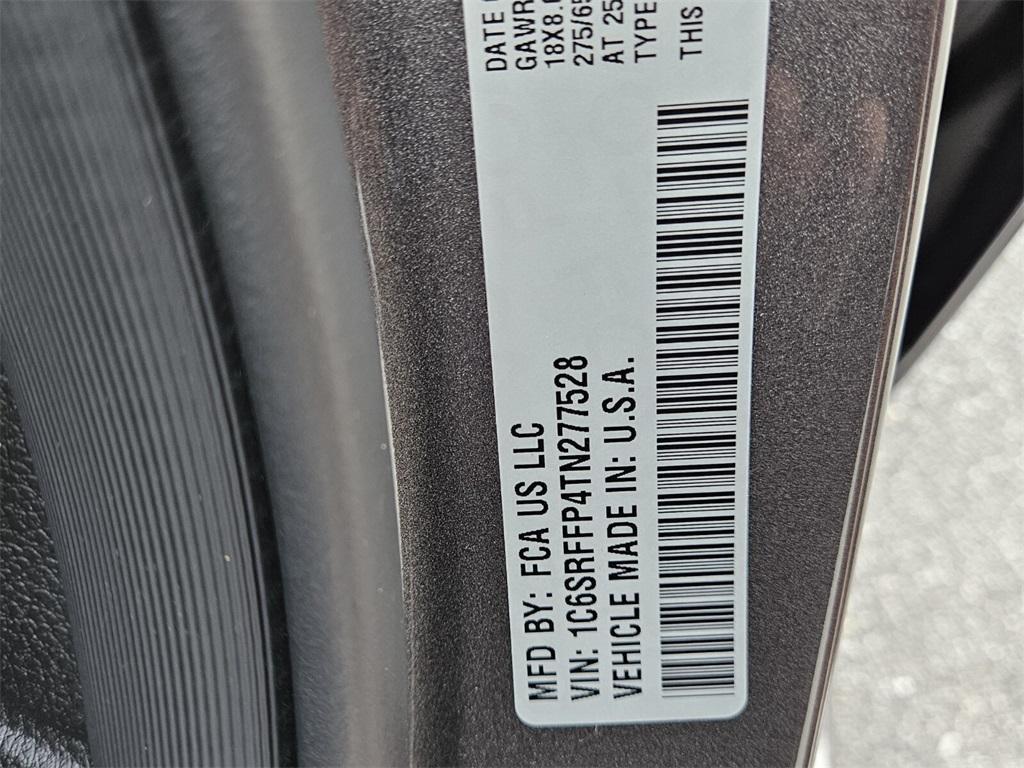 MFD BY: FCA US LLC
DATE
GAWR
18X8.
275/65
AT 25
TYPE
THIS
VIN: 1C6SRFFP4TN277528
VEHICLE MADE IN: U.S.A.